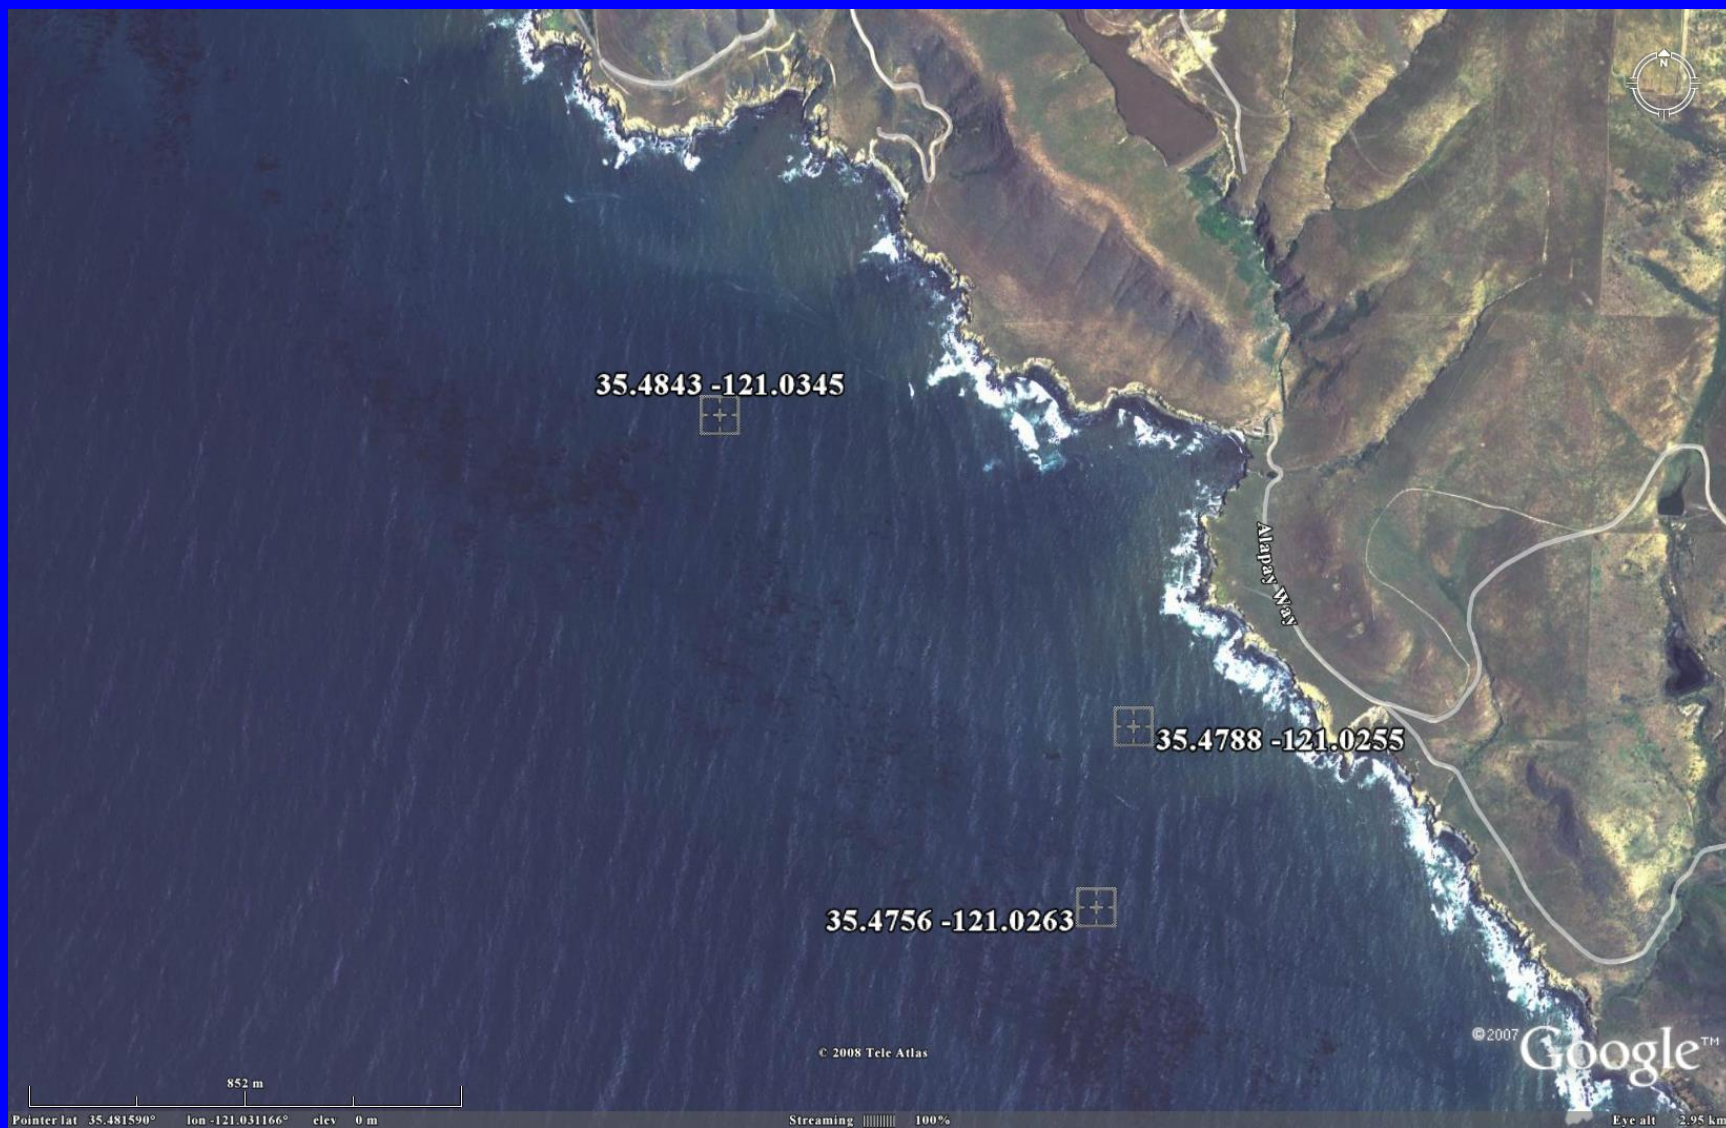 N
35.4843 -121.0345
Alapay Way
35.4788 -121.0255
35.4756 -121.0263
©2007 Google™
© 2008 Tele Atlas
852 m
Pointer lat 35.481590° lon -121.031166° elev 0 m Streaming |||||||||| 100% Eye alt 2.95 km